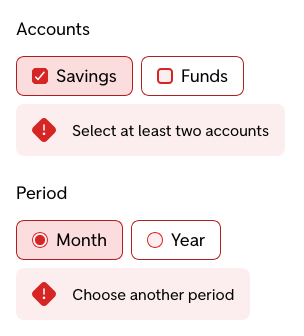 Accounts
Savings
Funds
Select at least two accounts
Period
Month
Year
Choose another period